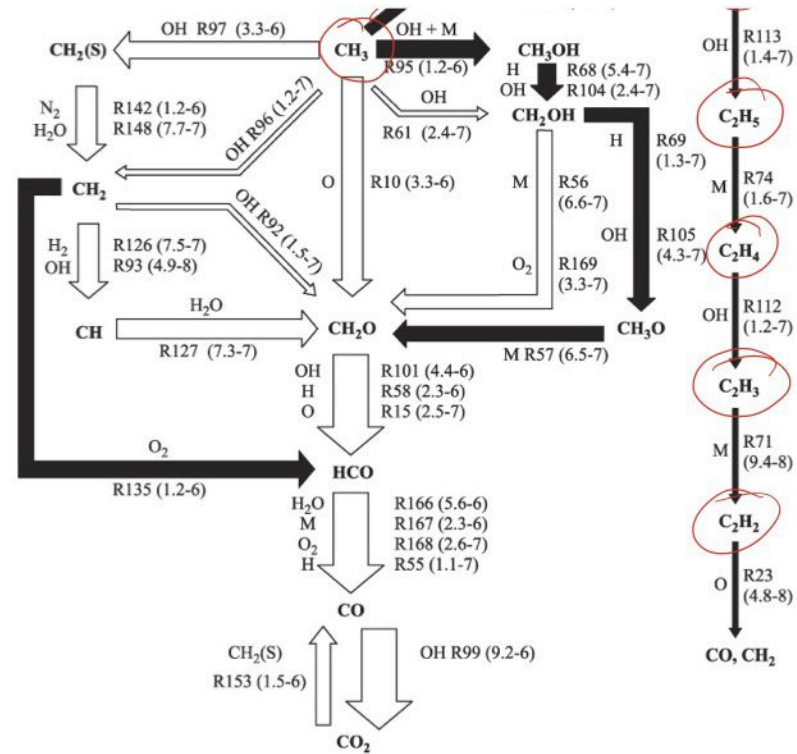 OH R97 (3.3-6)
CH2(S)
CH3
OH + M
R95 (1.2-6)
CH3OH
H R68 (5.4-7)
OH R104 (2.4-7)
OH
R61 (2.4-7)
CH2OH
OH R113
(1.4-7)
C2H5
N2 R142 (1.2-6)
H2O R148 (7.7-7)
OH R96 (1.2-7)
O R10 (3.3-6)
M R56
(6.6-7)
H R69
(1.3-7)
M R74
(1.6-7)
CH2
OH R92 (1.5-7)
H2 R126 (7.5-7)
OH R93 (4.9-8)
O2 R169
(3.3-7)
OH R105
(4.3-7)
C2H4
CH
H2O
R127 (7.3-7)
CH2O
M R57 (6.5-7)
CH3O
OH R112
(1.2-7)
OH R101 (4.4-6)
H R58 (2.3-6)
O R15 (2.5-7)
C2H3
O2
R135 (1.2-6)
HCO
M R71
(9.4-8)
H2O R166 (5.6-6)
M R167 (2.3-6)
O2 R168 (2.6-7)
H R55 (1.1-7)
C2H2
CO
O R23
(4.8-8)
CH2(S)
R153 (1.5-6)
OH R99 (9.2-6)
CO, CH2
CO2